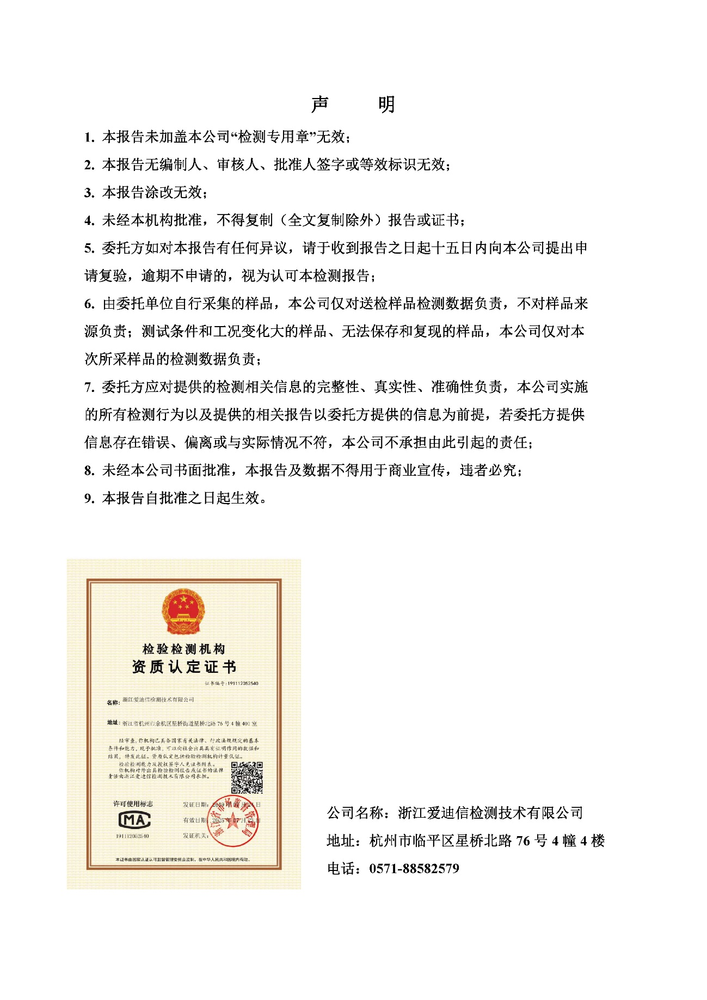 声 明
1. 本报告未加盖本公司“检测专用章”无效；
2. 本报告无编制人、审核人、批准人签字或等效标识无效；
3. 本报告涂改无效；
4. 未经本机构批准，不得复制（全文复制除外）报告或证书；
5. 委托方如对本报告有任何异议，请于收到报告之日起十五日内向本公司提出申
请复验，逾期不申请的，视为认可本检测报告；
6. 由委托单位自行采集的样品，本公司仅对送检样品检测数据负责，不对样品来
源负责；测试条件和工况变化大的样品、无法保存和复现的样品，本公司仅对本
次所采样品的检测数据负责；
7. 委托方应对提供的检测相关信息的完整性、真实性、准确性负责，本公司实施
的所有检测行为以及提供的相关报告以委托方提供的信息为前提，若委托方提供
信息存在错误、偏离或与实际情况不符，本公司不承担由此引起的责任；
8. 未经本公司书面批准，本报告及数据不得用于商业宣传，违者必究；
9. 本报告自批准之日起生效。
检验检测机构
资质认定证书
证书编号：191112052540
名称：浙江爱迪信检测技术有限公司
地址：浙江省杭州市余杭区星桥街道星桥北路76号4幢401室
经审查，你机构已具备国家有关法律、行政法规规定的基本
条件和能力，现予批准，可以向社会出具具有证明作用的数据和
结果，特发此证。资质认定包括检验检测机构计量认证。
检验检测能力及授权签字人见证书附表。
你机构对外出具检验检测报告或证书的法律
责任由浙江爱迪信检测技术有限公司承担。
许可使用标志
MA
191112052540
发证日期：2019年07月24日
有效日期：2025年07月23日
发证机关：
浙江省市场监督管理局
本证书由国家认证认可监督管理委员会监制，在中华人民共和国境内有效。
公司名称：浙江爱迪信检测技术有限公司
地址：杭州市临平区星桥北路 76 号 4 幢 4 楼
电话：0571-88582579